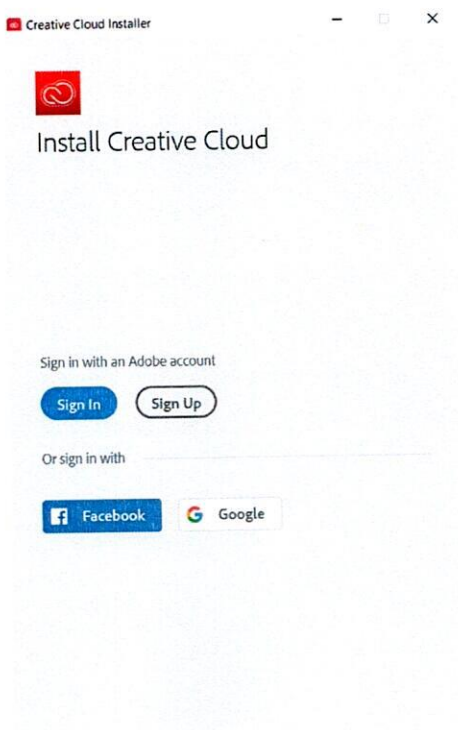 Creative Cloud Installer
Install Creative Cloud
Sign in with an Adobe account
Sign In Sign Up
Or sign in with
Facebook Google